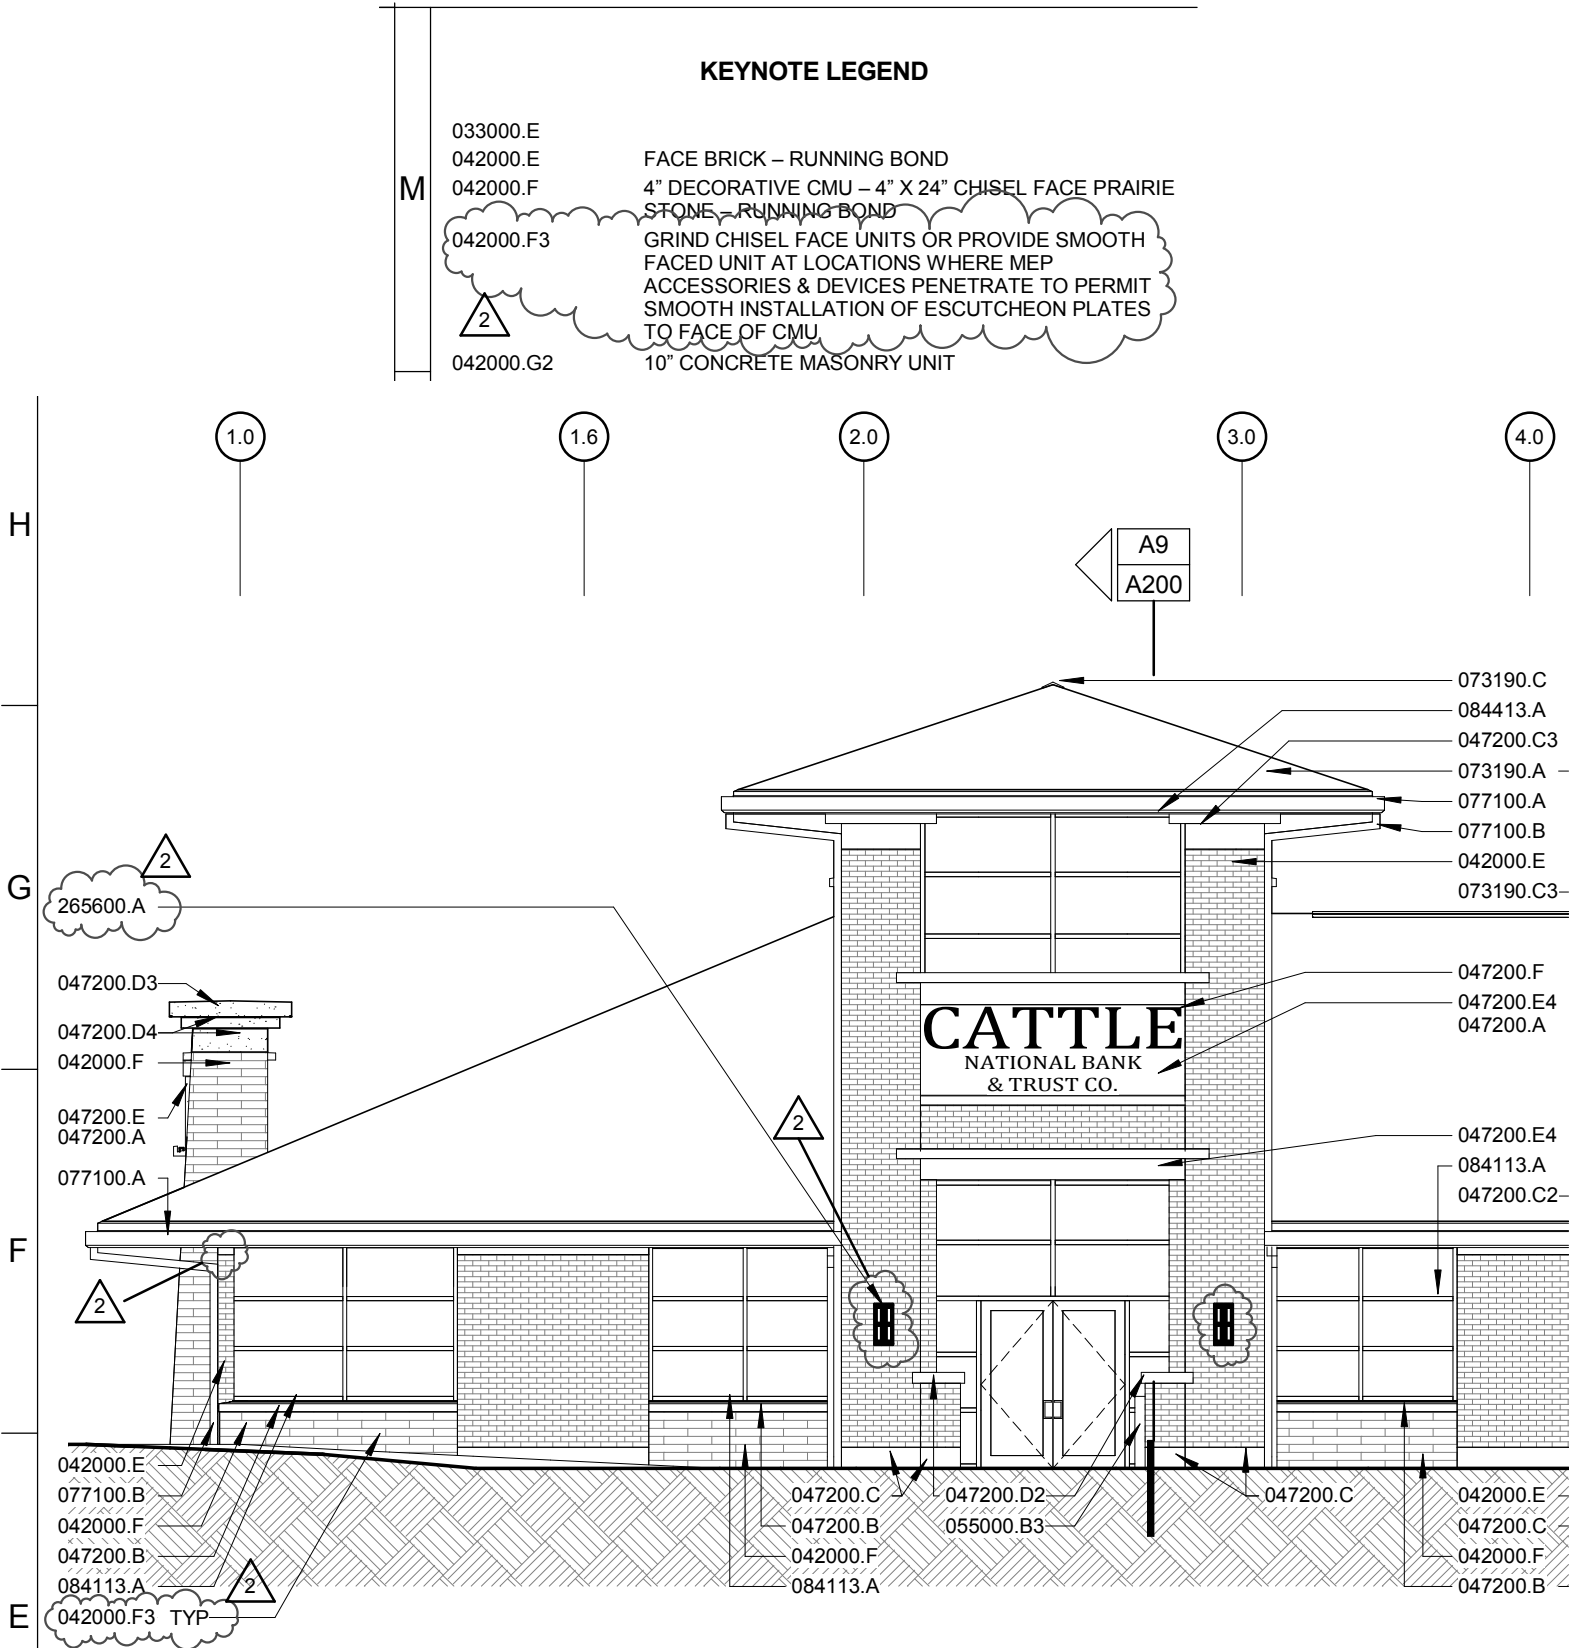 KEYNOTE LEGEND
M
033000.E
042000.E FACE BRICK – RUNNING BOND
042000.F 4” DECORATIVE CMU – 4” X 24” CHISEL FACE PRAIRIE
STONE – RUNNING BOND
042000.F3 GRIND CHISEL FACE UNITS OR PROVIDE SMOOTH
FACED UNIT AT LOCATIONS WHERE MEP
ACCESSORIES & DEVICES PENETRATE TO PERMIT
SMOOTH INSTALLATION OF ESCUTCHEON PLATES
TO FACE OF CMU
2
042000.G2 10” CONCRETE MASONRY UNIT
1.0
1.6
2.0
3.0
4.0
H
A9
A200
073190.C
084413.A
047200.C3
073190.A
077100.A
077100.B
042000.E
073190.C3
2
G
265600.A
047200.D3
047200.D4
042000.F
047200.E
047200.A
077100.A
CATTLE
NATIONAL BANK
& TRUST CO.
047200.F
047200.E4
047200.A
2
047200.E4
084113.A
047200.C2
F
2
042000.E
077100.B
042000.F
047200.B
084113.A
2
E
042000.F3 TYP
047200.C
047200.B
042000.F
084113.A
047200.D2
055000.B3
047200.C
042000.E
047200.C
042000.F
047200.B